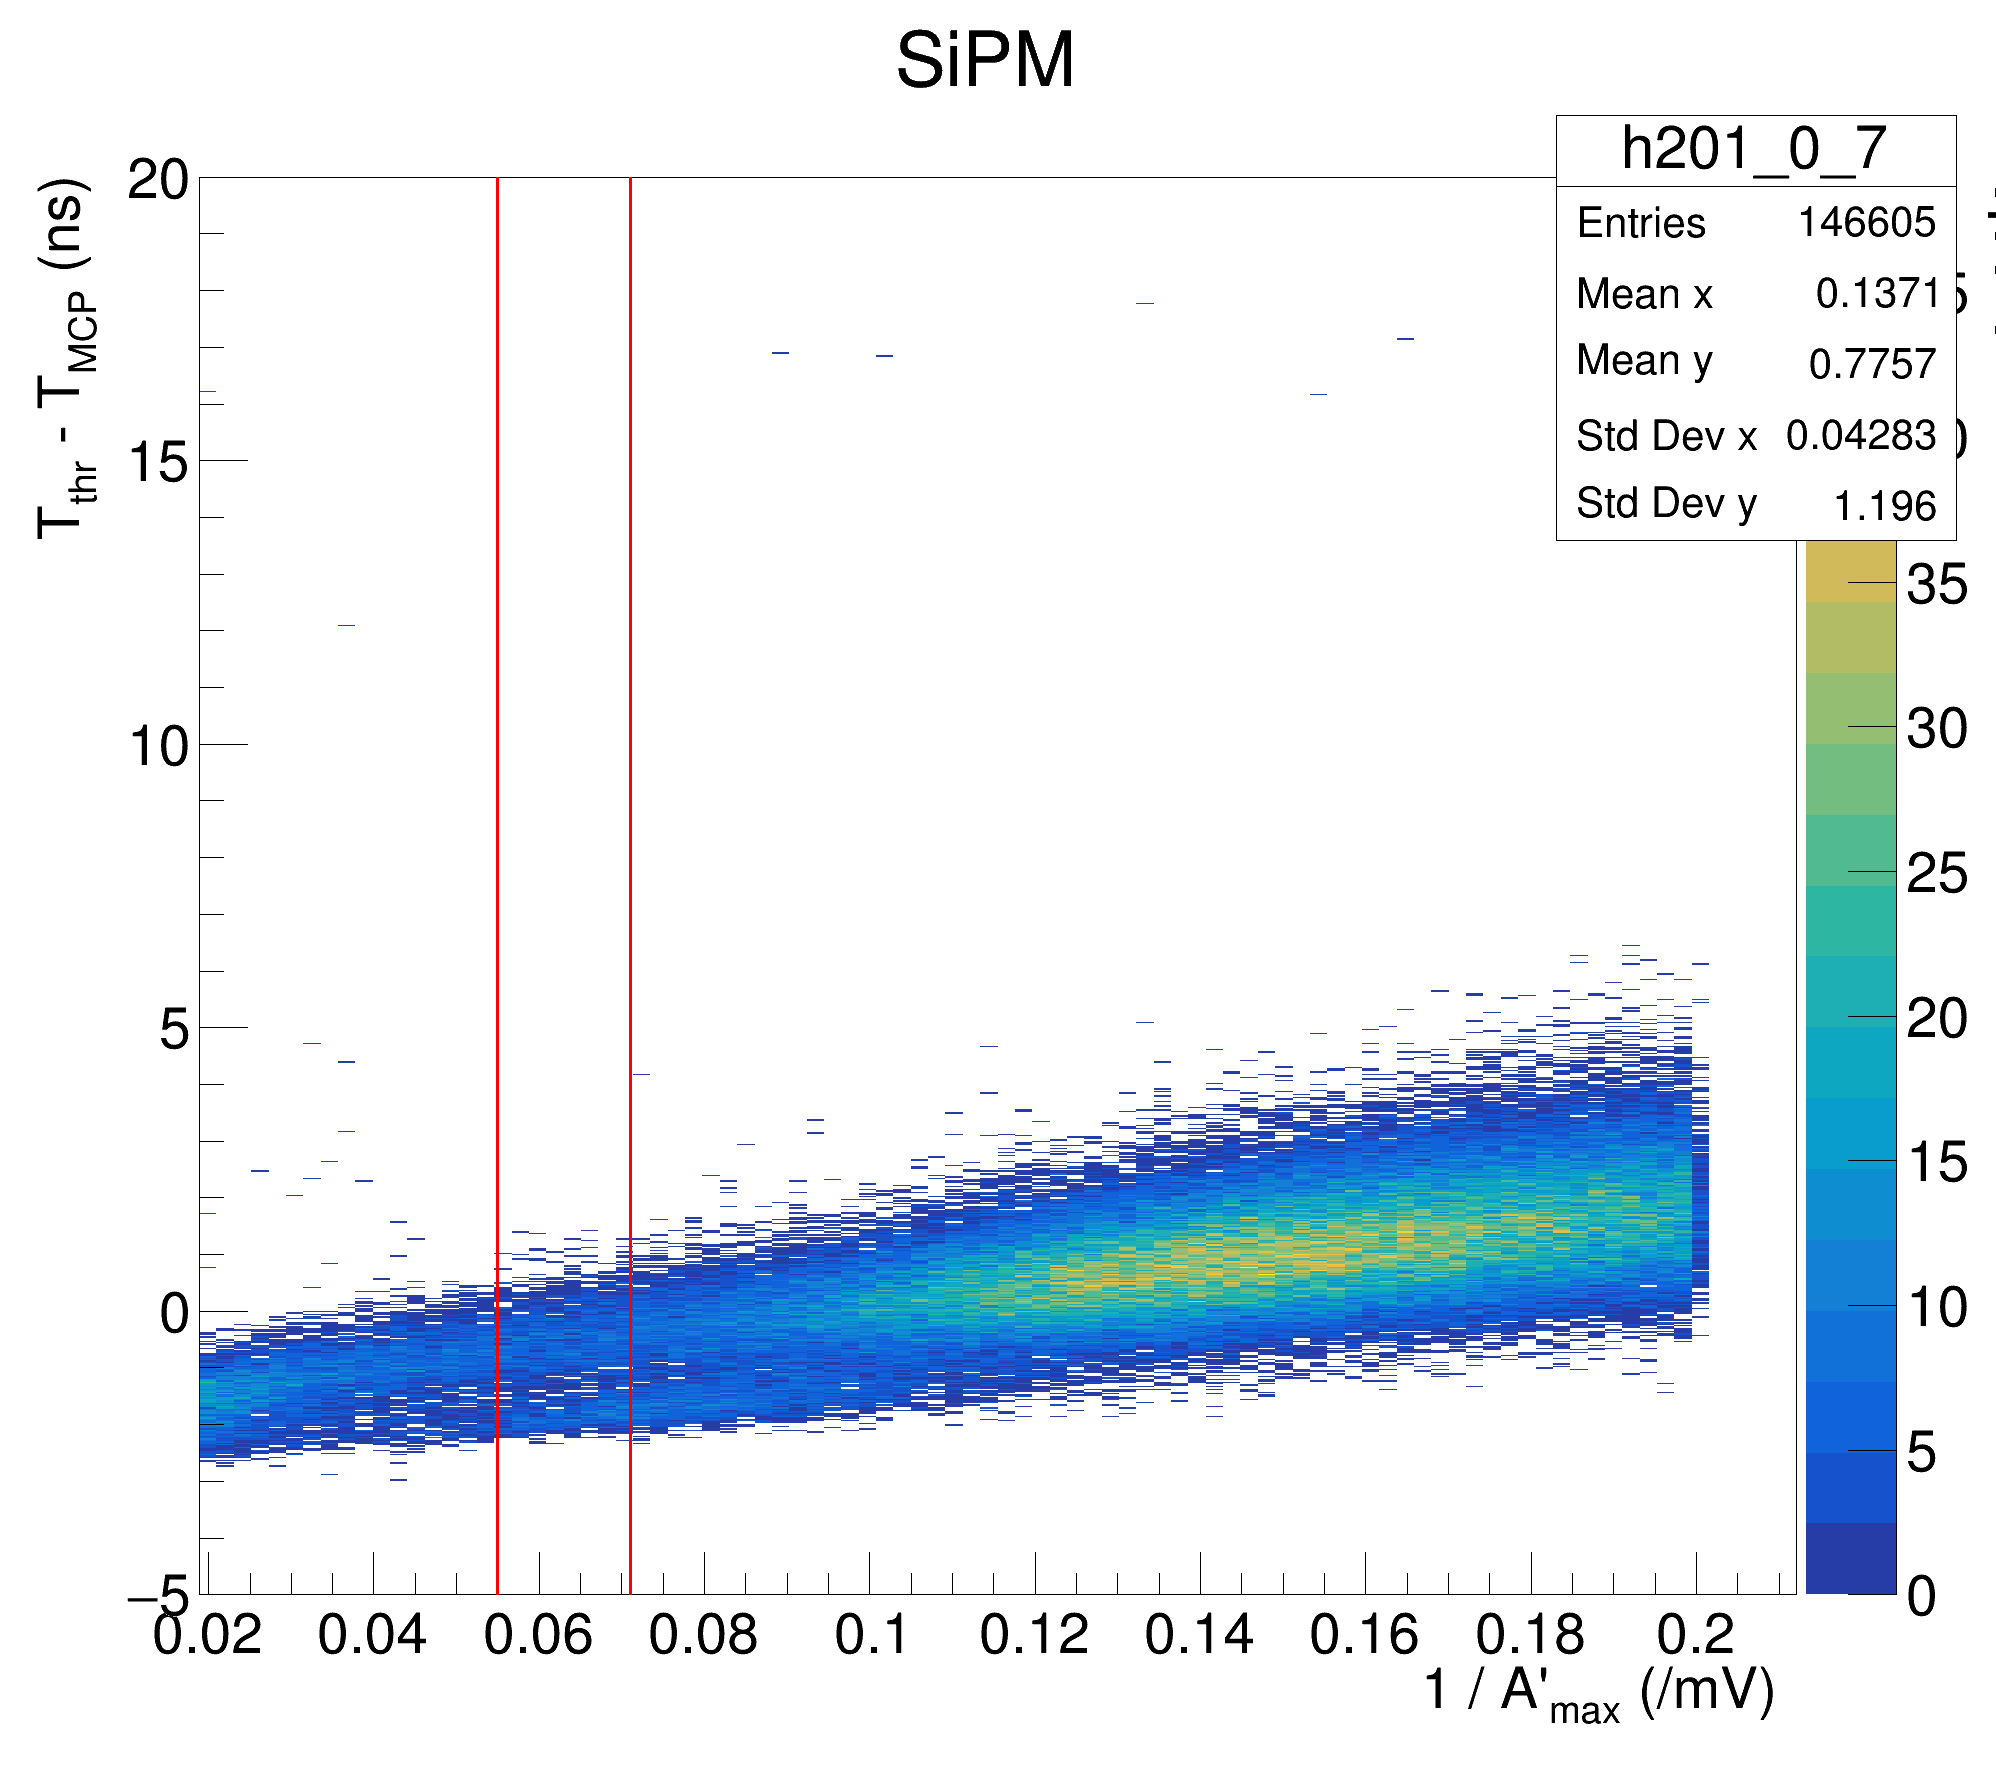 SiPM
h201_0_7
Entries 146605
Mean x 0.1371
Mean y 0.7757
Std Dev x 0.04283
Std Dev y 1.196
T_thr - T_MCP (ns)
20
15
10
5
0
−5
0.02 0.04 0.06 0.08 0.1 0.12 0.14 0.16 0.18 0.2
1 / A'_max (/mV)
35
30
25
20
15
10
5
0